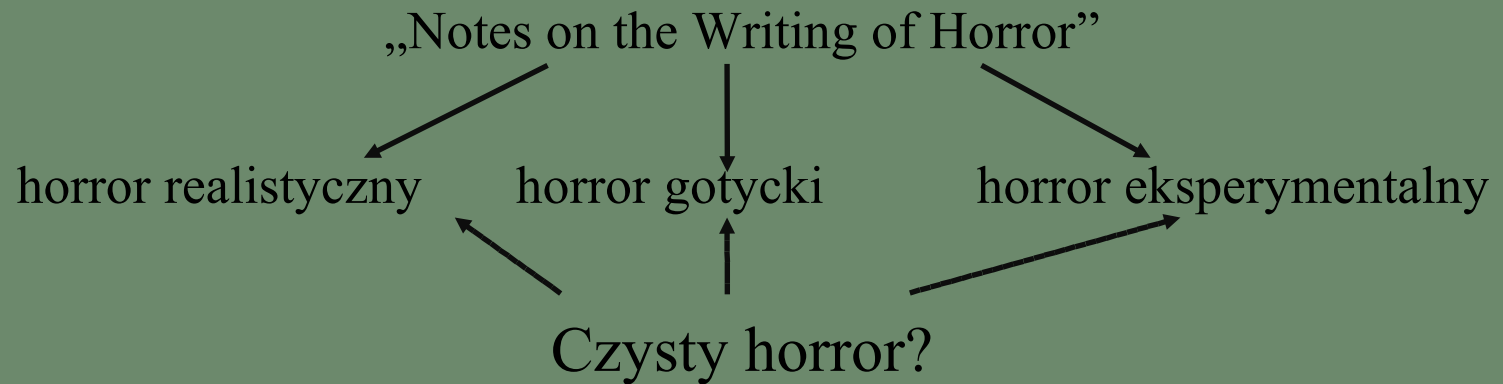 „Notes on the Writing of Horror”
horror realistyczny horror gotycki horror eksperymentalny
Czysty horror?